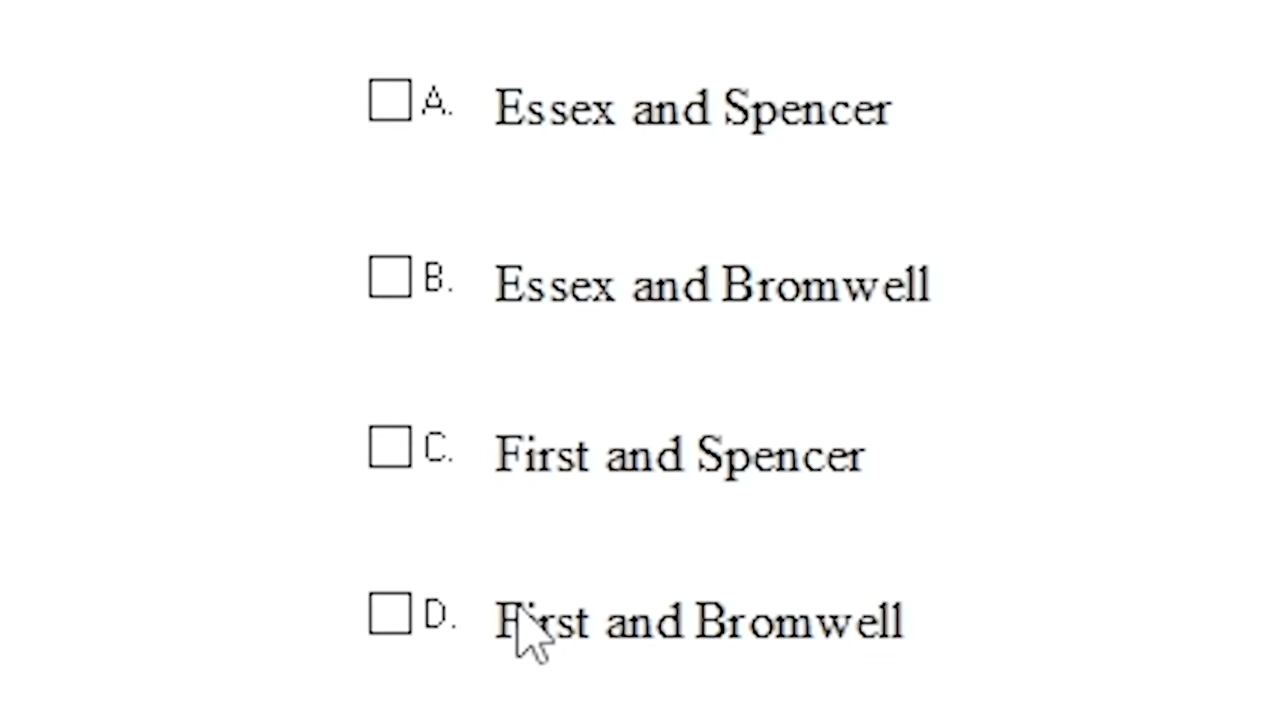 A. Essex and Spencer
B. Essex and Bromwell
C. First and Spencer
D. First and Bromwell